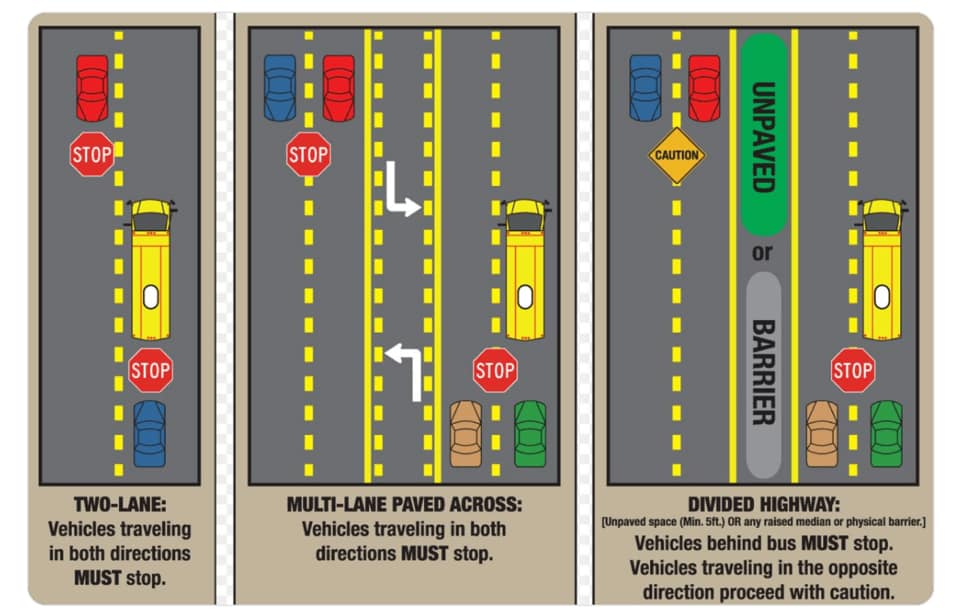 STOP
STOP
TWO-LANE:
Vehicles traveling
in both directions
MUST stop.
STOP
STOP
MULTI-LANE PAVED ACROSS:
Vehicles traveling in both
directions MUST stop.
CAUTION
UNPAVED
or
BARRIER
STOP
DIVIDED HIGHWAY:
[Unpaved space (Min. 5ft.) OR any raised median or physical barrier.]
Vehicles behind bus MUST stop.
Vehicles traveling in the opposite
direction proceed with caution.